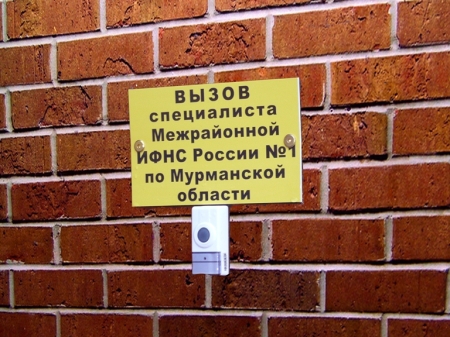 ВЫЗОВ
специалиста
Межрайонной
ИФНС России №1
по Мурманской
области